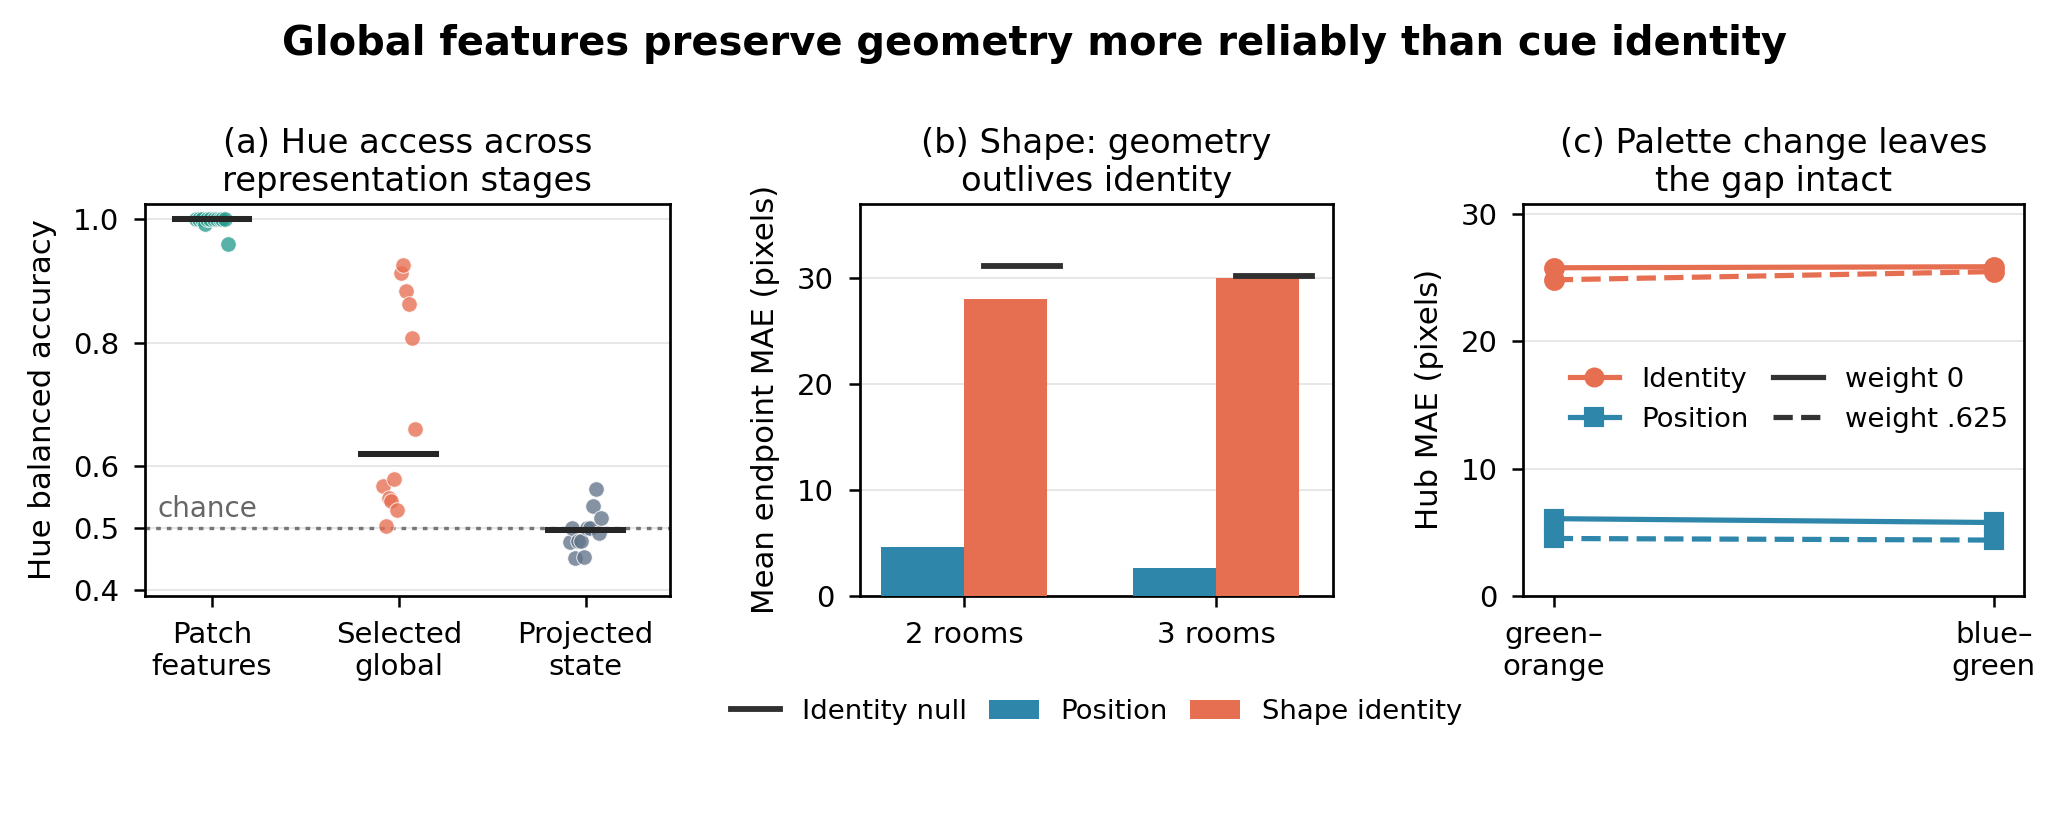 Global features preserve geometry more reliably than cue identity
(a) Hue access across
representation stages
Hue balanced accuracy
1.0
0.8
0.6
0.5
0.4
chance
Patch
features
Selected
global
Projected
state
(b) Shape: geometry
outlives identity
Mean endpoint MAE (pixels)
30
20
10
0
2 rooms
3 rooms
Identity null
Position
Shape identity
(c) Palette change leaves
the gap intact
Hub MAE (pixels)
30
20
10
0
Identity
weight 0
Position
weight .625
green–
orange
blue–
green